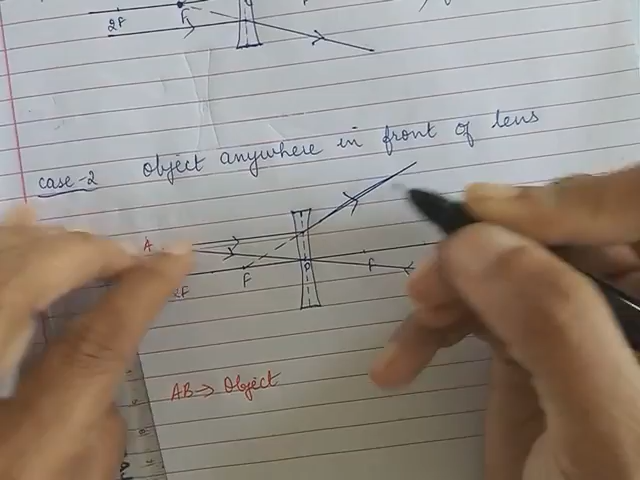 2F F
case-2 Object anywhere in front of lens
A
F F
2F
AB => Object